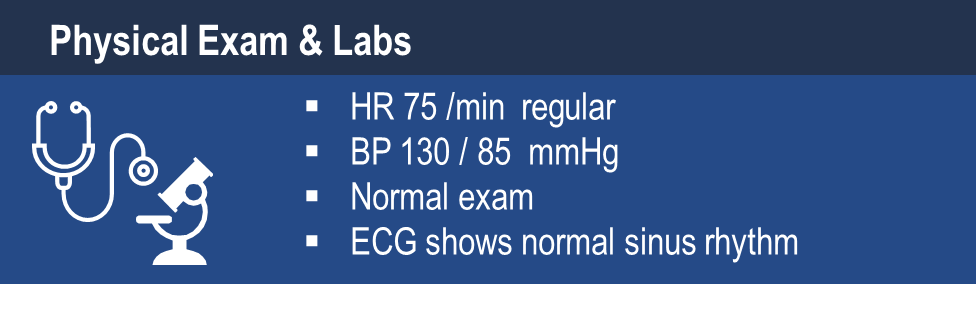 Physical Exam & Labs
▪ HR 75 /min regular
▪ BP 130 / 85 mmHg
▪ Normal exam
▪ ECG shows normal sinus rhythm